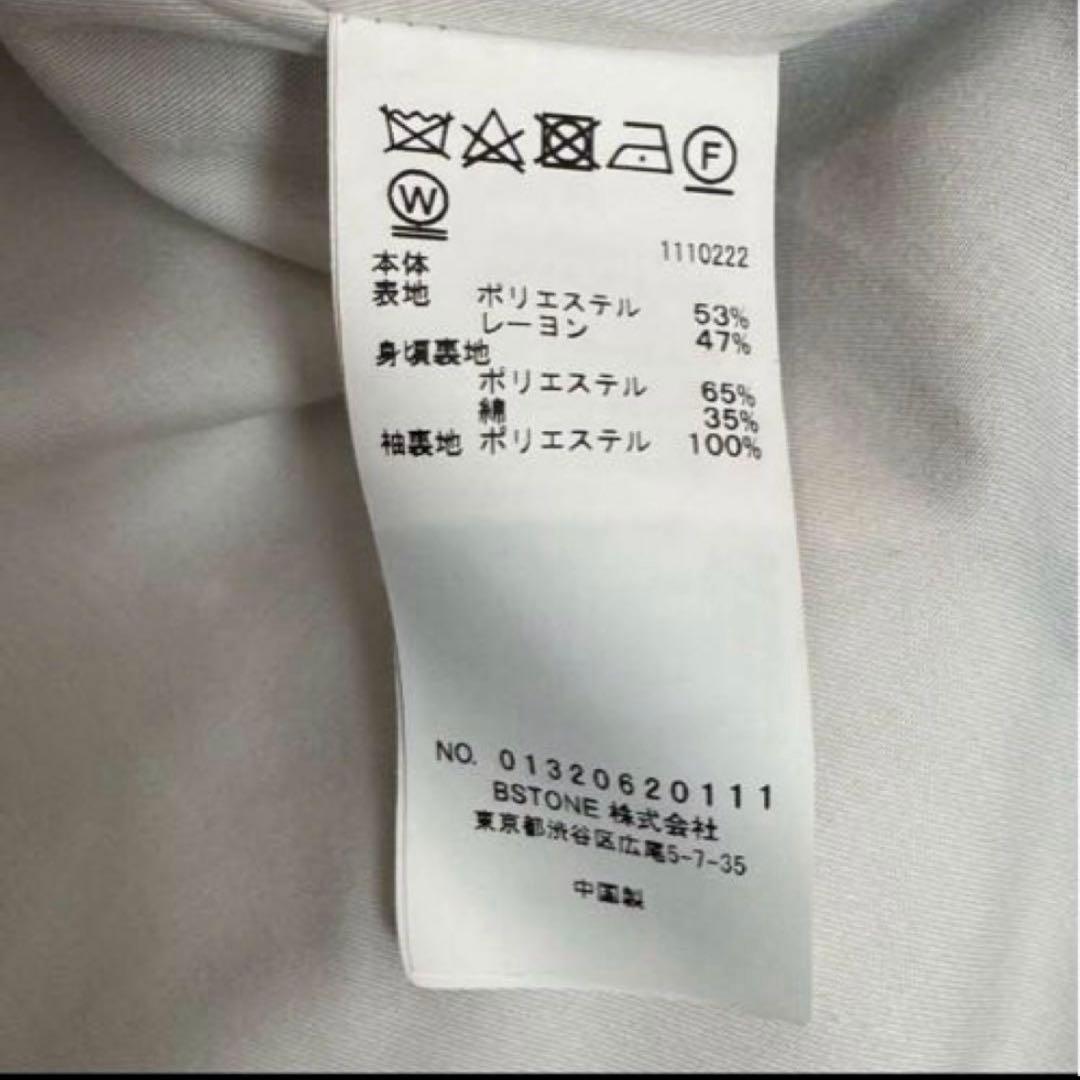 F
W
1110222
本体
表地 ポリエステル 53%
レーヨン 47%
身頃裏地
ポリエステル 65%
綿 35%
袖裏地 ポリエステル 100%
NO. 01320620111
BSTONE 株式会社
東京都渋谷区広尾5-7-35
中国製